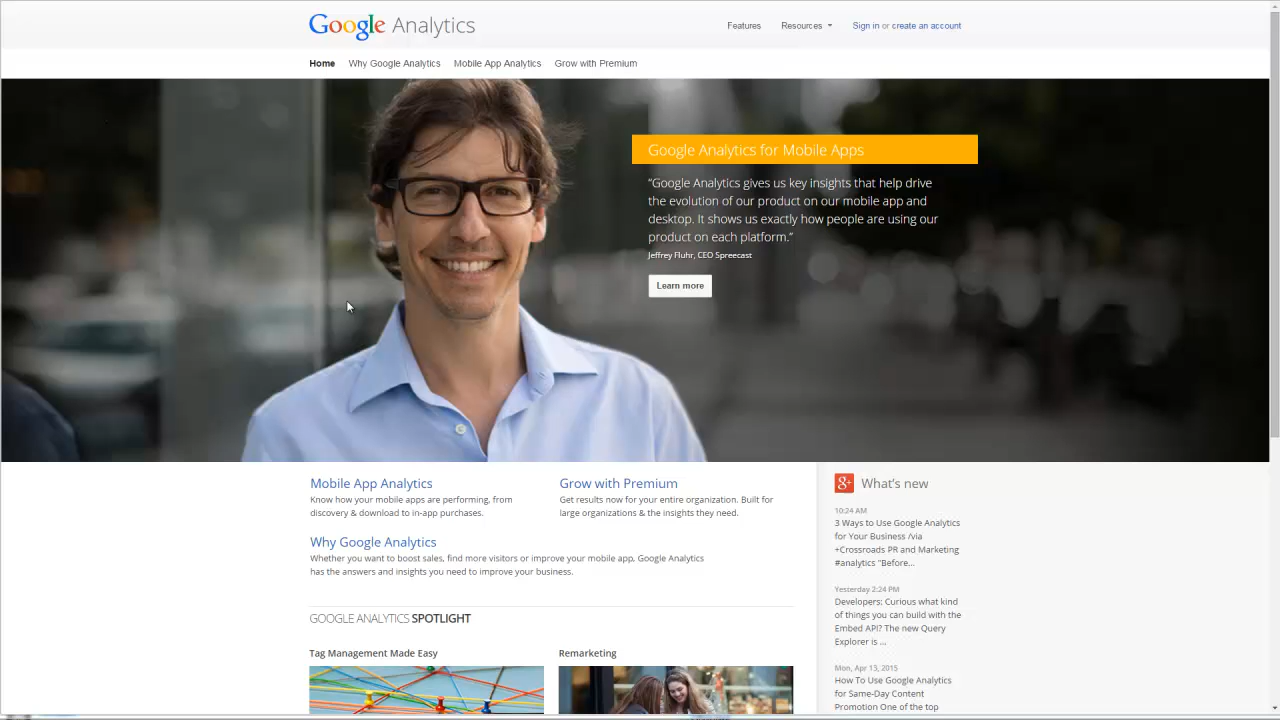 Google Analytics
Features Resources Sign in or create an account
Home Why Google Analytics Mobile App Analytics Grow with Premium
Google Analytics for Mobile Apps
“Google Analytics gives us key insights that help drive
the evolution of our product on our mobile app and
desktop. It shows us exactly how people are using our
product on each platform.”
Jeffrey Fluhr, CEO Spreecast
Learn more
Mobile App Analytics
Know how your mobile apps are performing, from
discovery & download to in-app purchases.
Grow with Premium
Get results now for your entire organization. Built for
large organizations & the insights they need.
Why Google Analytics
Whether you want to boost sales, find more visitors or improve your mobile app, Google Analytics
has the answers and insights you need to improve your business.
GOOGLE ANALYTICS SPOTLIGHT
Tag Management Made Easy
Remarketing
g+ What's new
10:24 AM
3 Ways to Use Google Analytics
for Your Business /via
+Crossroads PR and Marketing
#analytics "Before...
Yesterday 2:24 PM
Developers: Curious what kind
of things you can build with the
Embed API? The new Query
Explorer is ...
Mon, Apr 13, 2015
How To Use Google Analytics
for Same-Day Content
Promotion One of the top